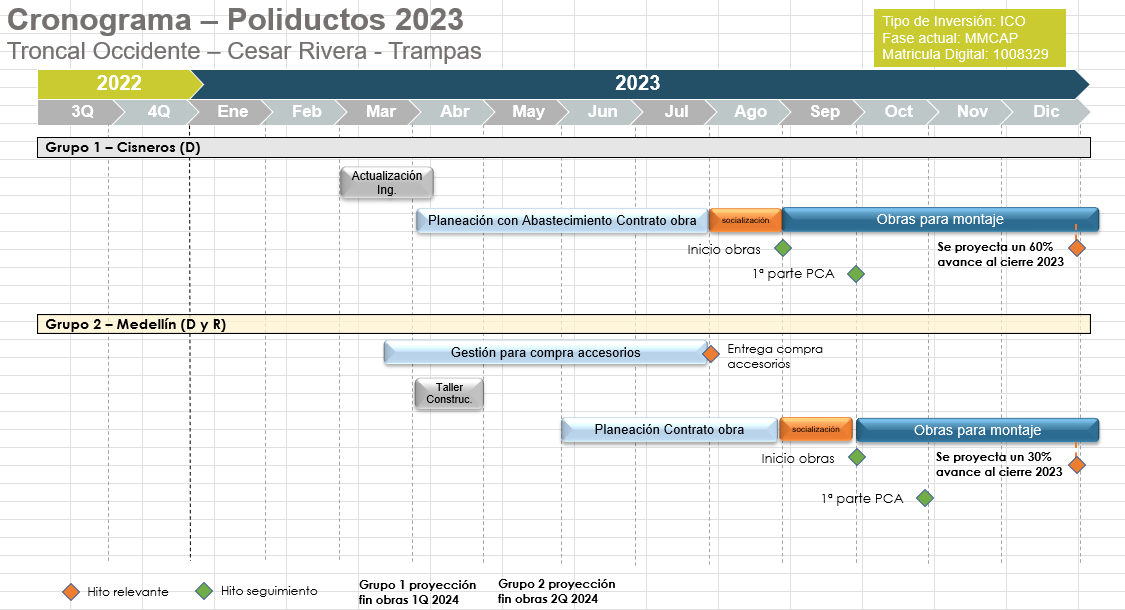 Cronograma – Poliductos 2023
Troncal Occidente – Cesar Rivera - Trampas
Tipo de Inversión: ICO
Fase actual: MMCAP
Matricula Digital: 1008329
2022
2023
3Q
4Q
Ene
Feb
Mar
Abr
May
Jun
Jul
Ago
Sep
Oct
Nov
Dic
Grupo 1 – Cisneros (D)
Actualización
Ing.
Planeación con Abastecimiento Contrato obra
socialización
Obras para montaje
Inicio obras
Se proyecta un 60%
avance al cierre 2023
1ª parte PCA
Grupo 2 – Medellín (D y R)
Gestión para compra accesorios
Entrega compra
accesorios
Taller
Construc.
Planeación Contrato obra
socialización
Obras para montaje
Inicio obras
Se proyecta un 30%
avance al cierre 2023
1ª parte PCA
Hito relevante
Hito seguimiento
Grupo 1 proyección
fin obras 1Q 2024
Grupo 2 proyección
fin obras 2Q 2024